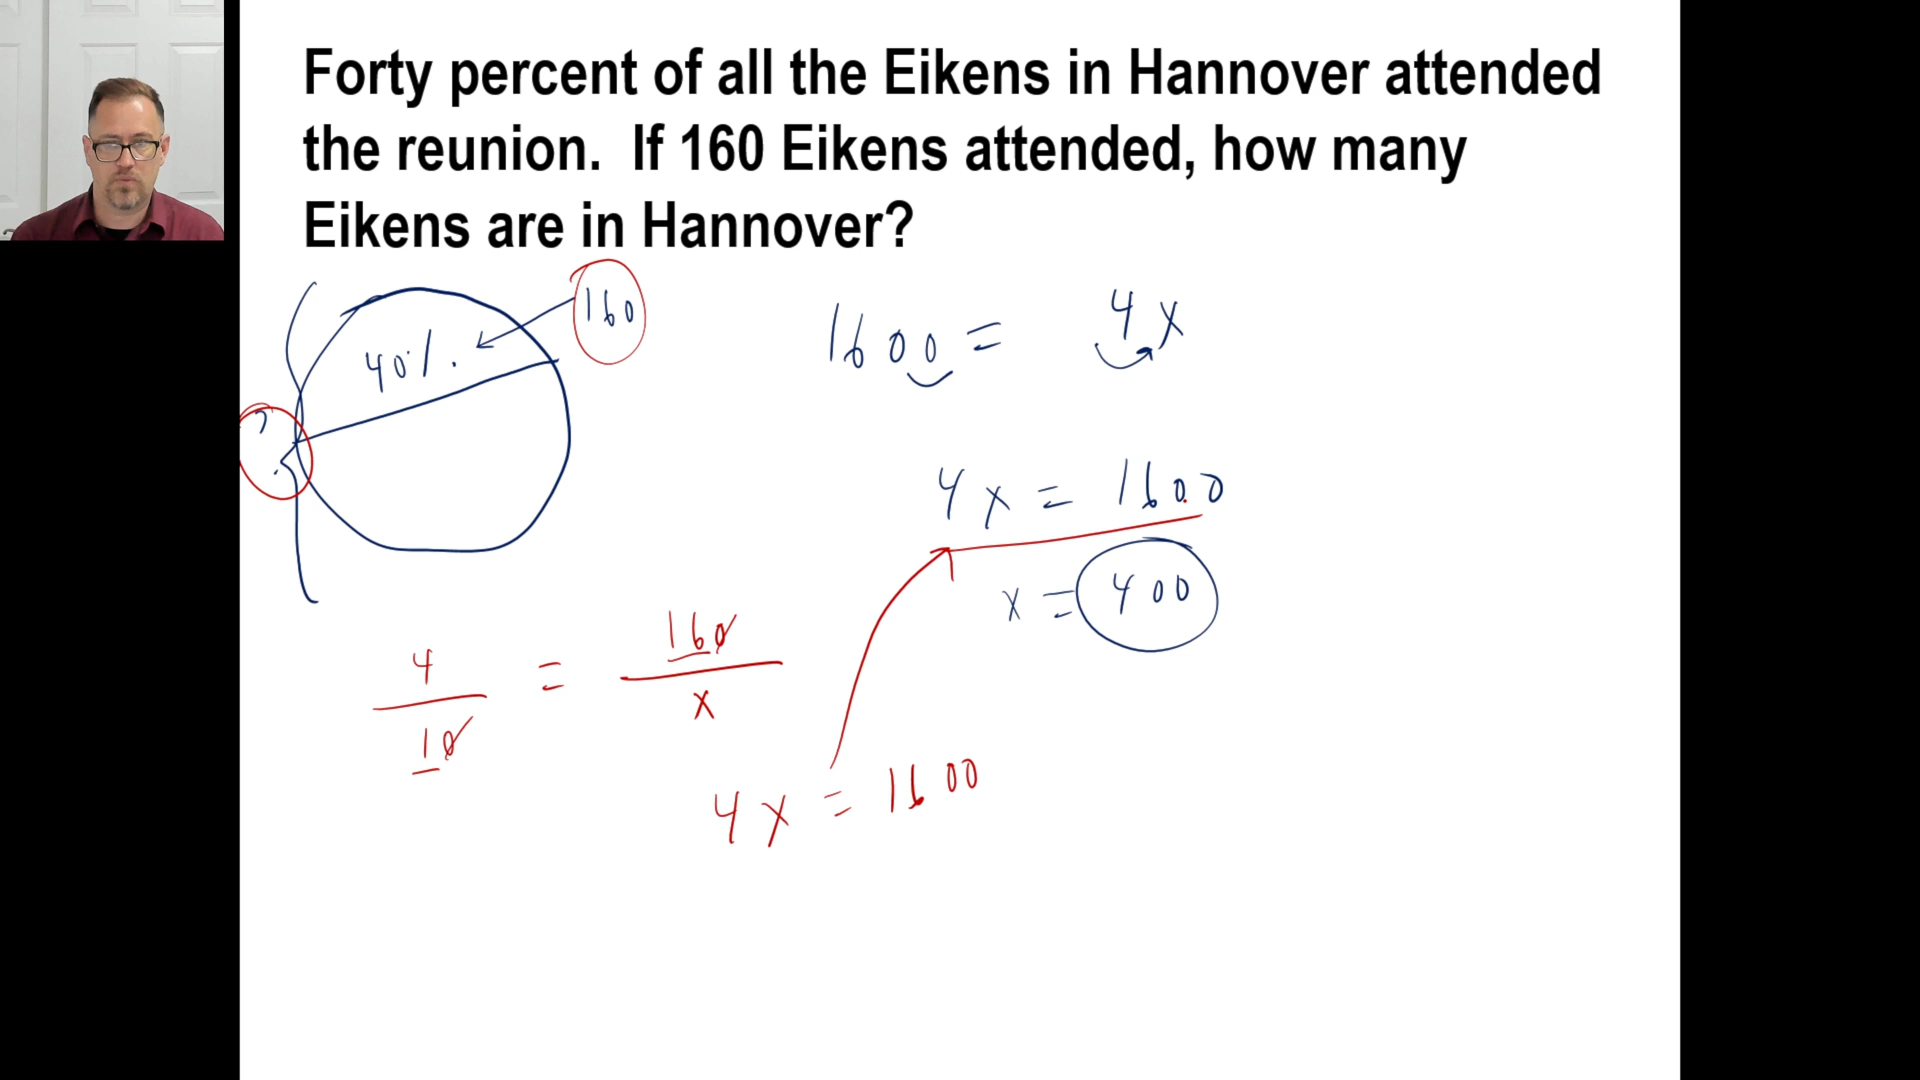 Forty percent of all the Eikens in Hannover attended
the reunion. If 160 Eikens attended, how many
Eikens are in Hannover?
160
40%.
?
1600 = 4x
4x = 1600
x = 400
4/10 = 160/x
4x = 1600